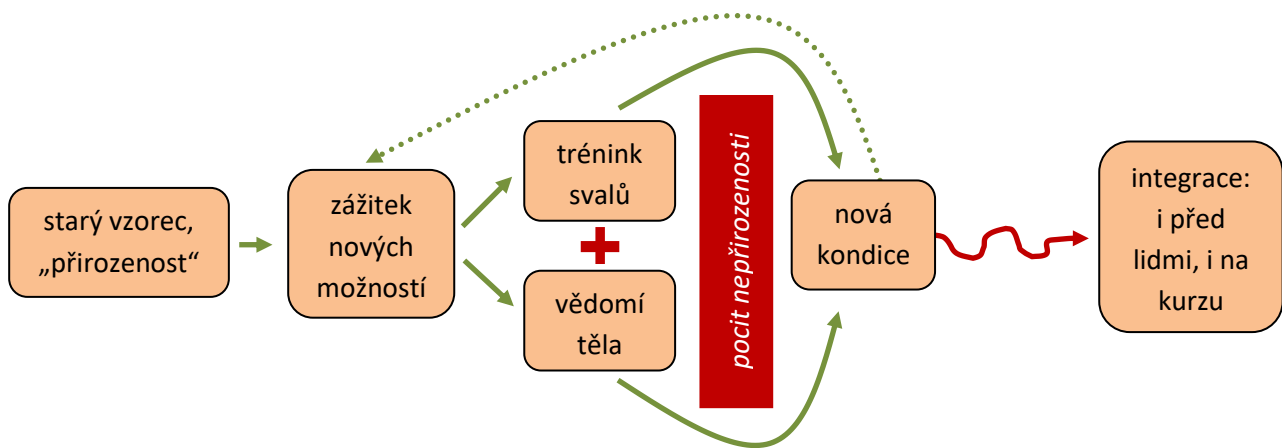 starý vzorec,
„přirozenost“
zážitek
nových
možností
trénink
svalů
vědomí
těla
pocit nepřirozenosti
nová
kondice
integrace:
i před
lidmi, i na
kurzu